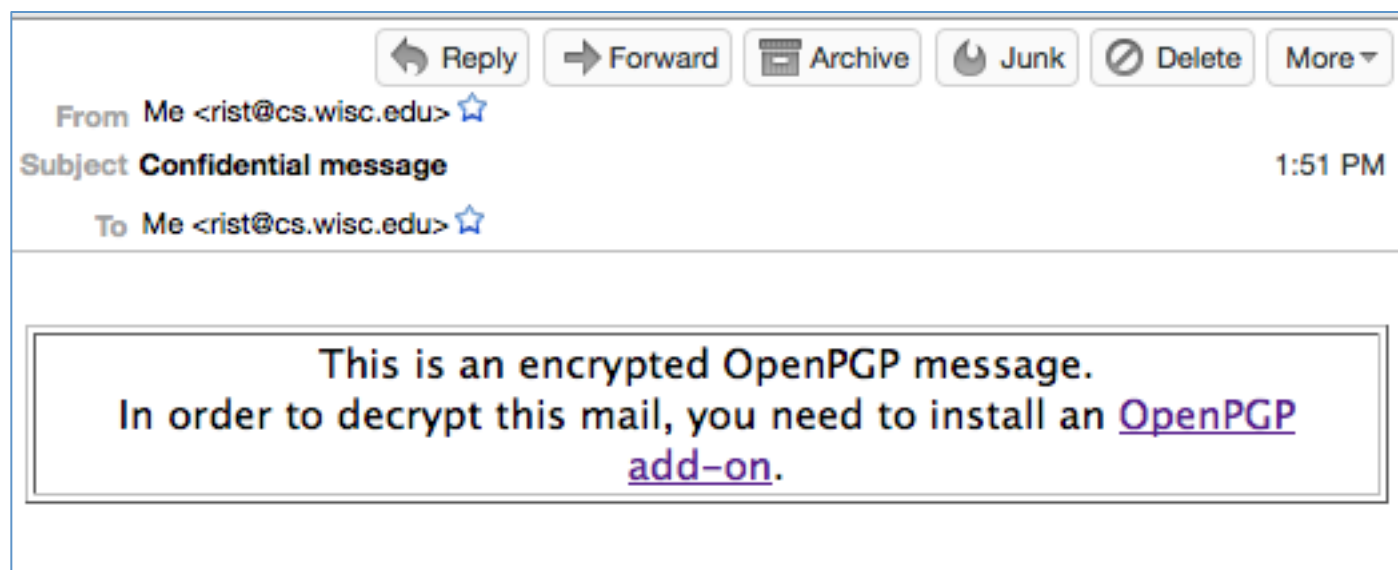 Reply Forward Archive Junk Delete More
From Me <rist@cs.wisc.edu>
Subject Confidential message 1:51 PM
To Me <rist@cs.wisc.edu>
This is an encrypted OpenPGP message.
In order to decrypt this mail, you need to install an OpenPGP
add-on.